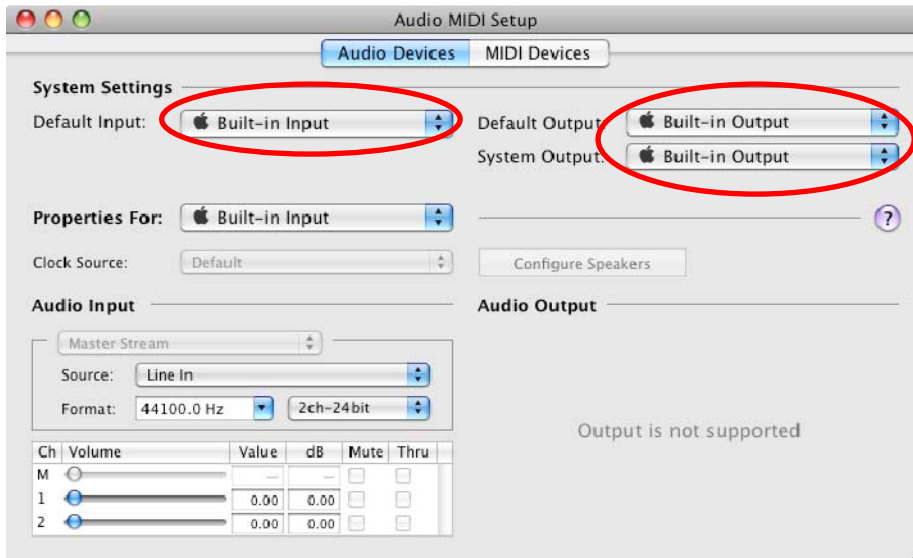 Audio MIDI Setup
Audio Devices MIDI Devices
System Settings
Default Input: Built-in Input
Default Output: Built-in Output
System Output: Built-in Output
Properties For: Built-in Input
?
Clock Source: Default
Configure Speakers
Audio Input
Audio Output
Master Stream
Source: Line In
Format: 44100.0 Hz 2ch-24bit
Output is not supported
Ch Volume Value dB Mute Thru
M — —
1 0.00 0.00
2 0.00 0.00